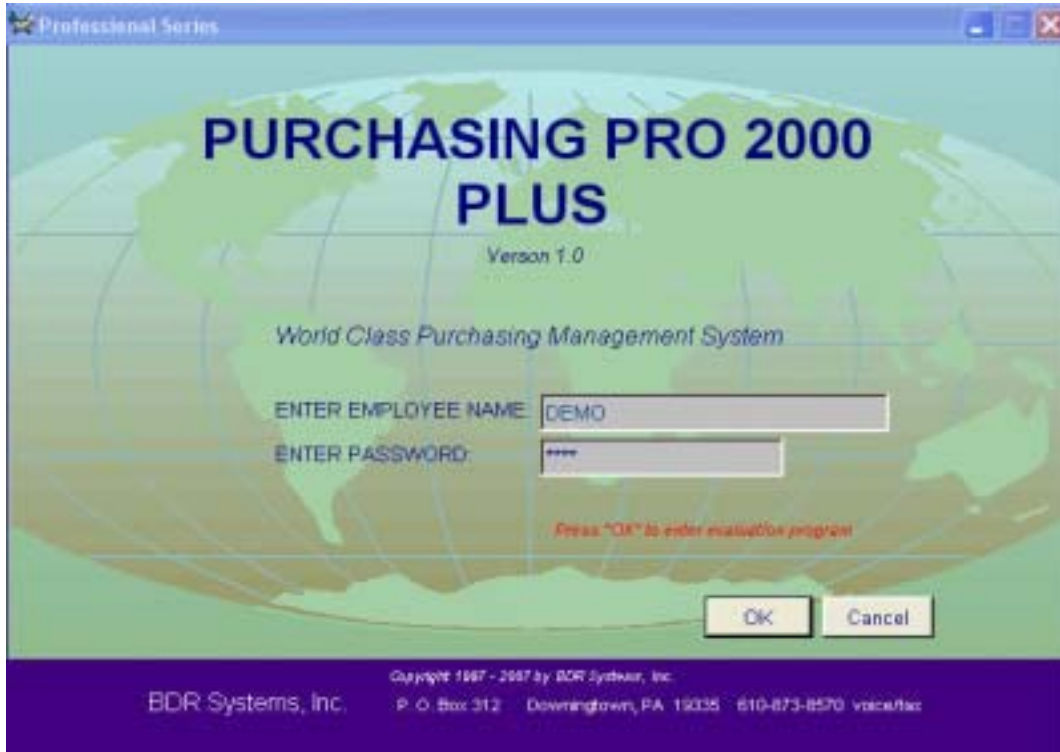 Professional Series
PURCHASING PRO 2000
PLUS
Verson 1.0
World Class Purchasing Management System
ENTER EMPLOYEE NAME: DEMO
ENTER PASSWORD: ****
Press "OK" to enter evaluation program
OK Cancel
Copyright 1987 - 2007 by BDR Systems, Inc.
BDR Systems, Inc. P. O. Box 312 Downingtown, PA 19335 610-873-8570 voice/fax